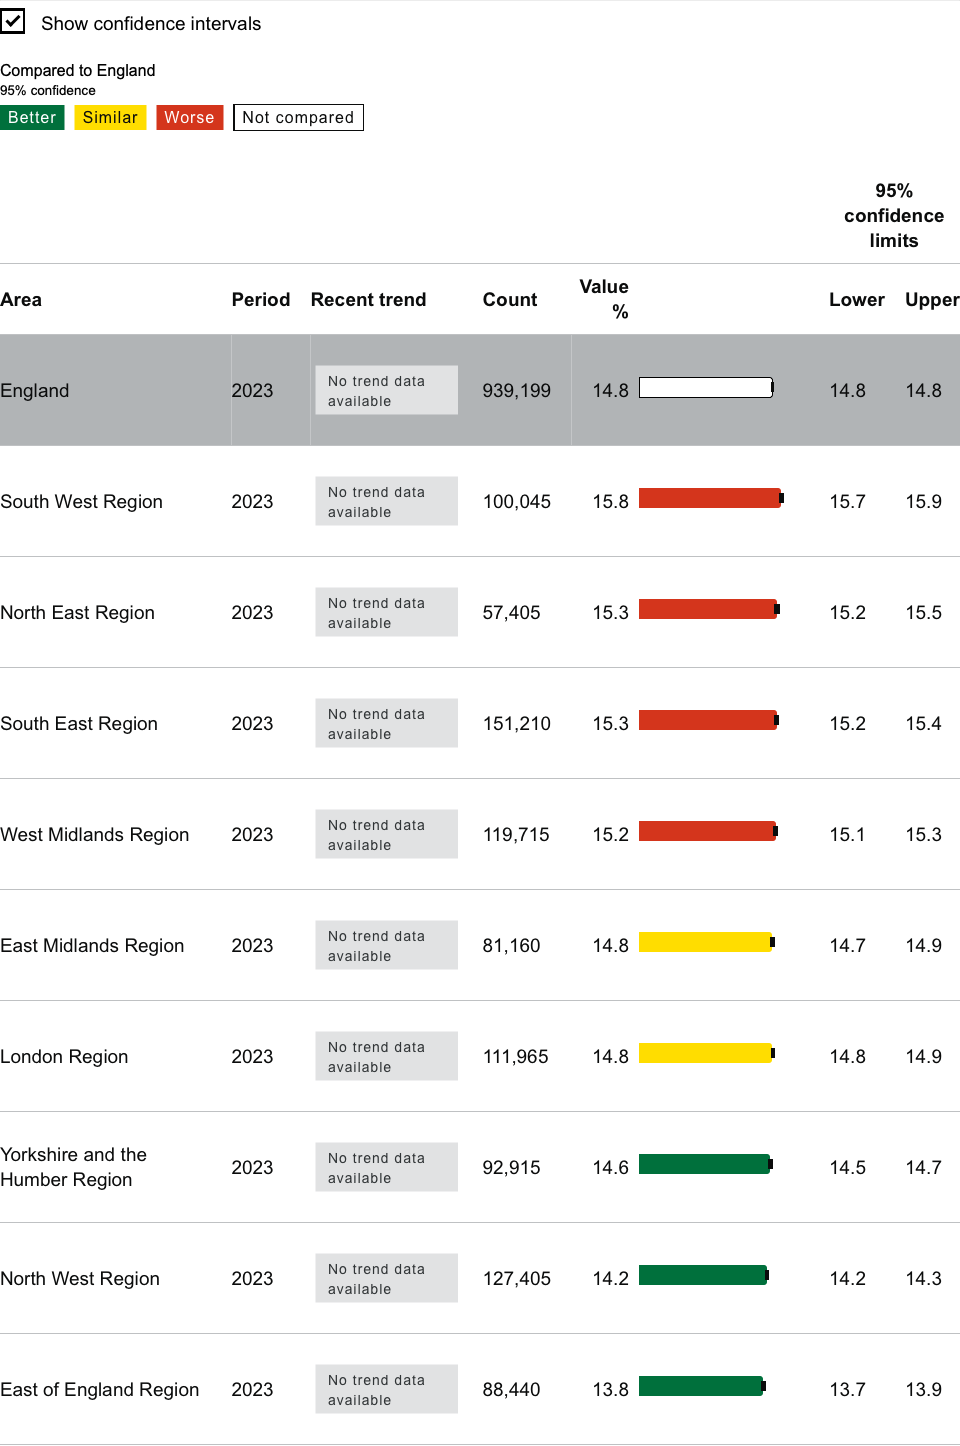 Show confidence intervals
Compared to England
95% confidence
Better Similar Worse Not compared
95%
confidence
limits
Area Period Recent trend Count Value % Lower Upper
England 2023 No trend data available 939,199 14.8 14.8 14.8
South West Region 2023 No trend data available 100,045 15.8 15.7 15.9
North East Region 2023 No trend data available 57,405 15.3 15.2 15.5
South East Region 2023 No trend data available 151,210 15.3 15.2 15.4
West Midlands Region 2023 No trend data available 119,715 15.2 15.1 15.3
East Midlands Region 2023 No trend data available 81,160 14.8 14.7 14.9
London Region 2023 No trend data available 111,965 14.8 14.8 14.9
Yorkshire and the Humber Region 2023 No trend data available 92,915 14.6 14.5 14.7
North West Region 2023 No trend data available 127,405 14.2 14.2 14.3
East of England Region 2023 No trend data available 88,440 13.8 13.7 13.9